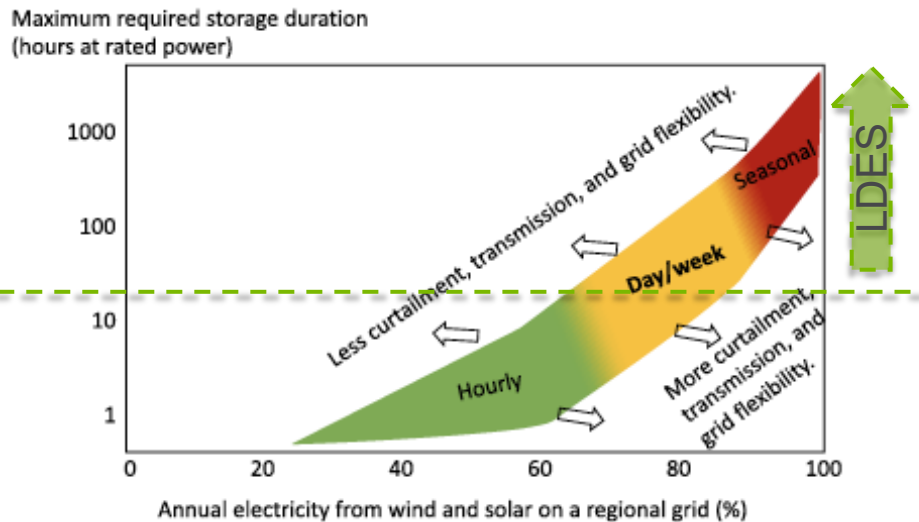 Maximum required storage duration
(hours at rated power)
1000
100
10
1
0
20
40
60
80
100
Less curtailment, transmission, and grid flexibility.
Seasonal
Day/week
Hourly
More curtailment,
transmission, and
grid flexibility.
LDES
Annual electricity from wind and solar on a regional grid (%)